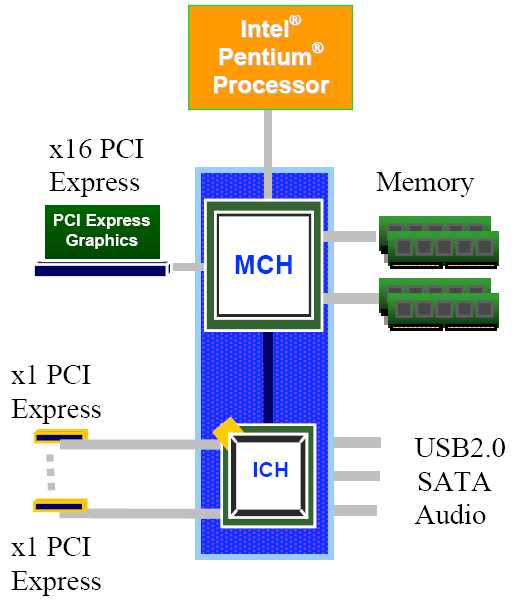 Intel®
Pentium®
Processor
x16 PCI
Express
Memory
PCI Express
Graphics
MCH
x1 PCI
Express
ICH
USB2.0
SATA
Audio
x1 PCI
Express